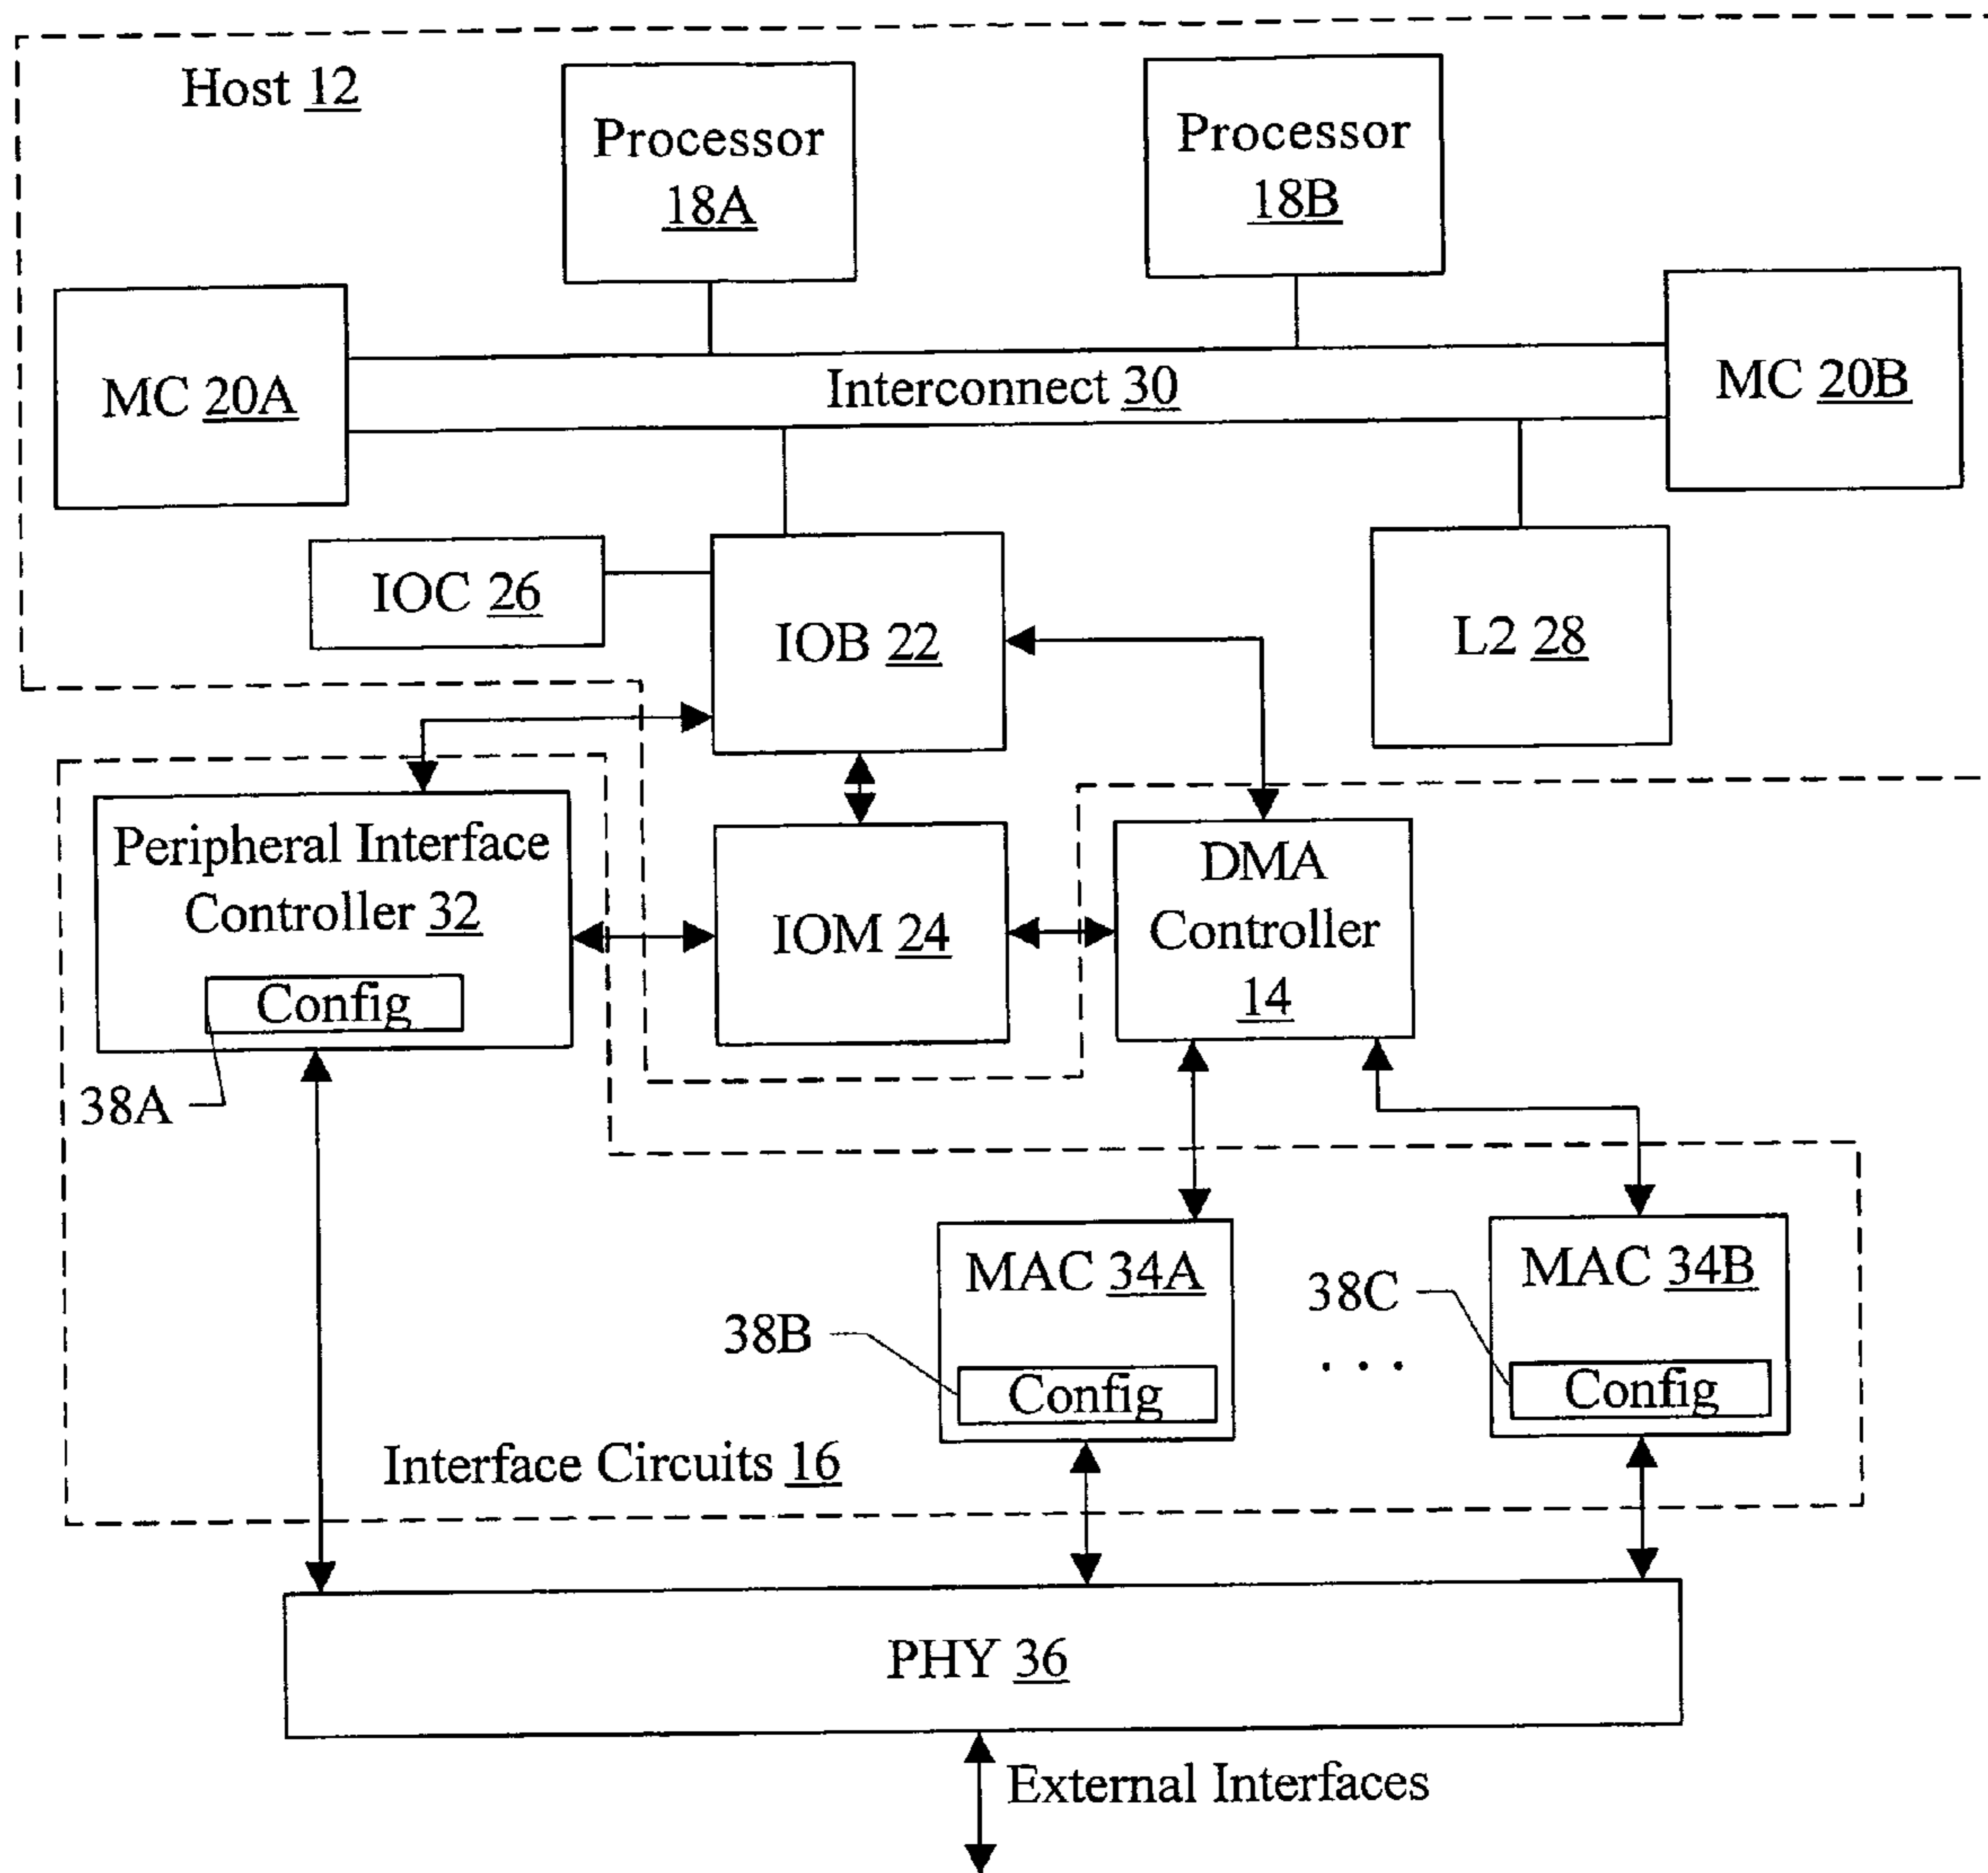 Host 12
Processor
18A
Processor
18B
MC 20A
Interconnect 30
MC 20B
IOC 26
IOB 22
L2 28
Peripheral Interface
Controller 32
Config
38A
IOM 24
DMA
Controller
14
MAC 34A
38B
Config
. . .
MAC 34B
38C
Config
Interface Circuits 16
PHY 36
External Interfaces